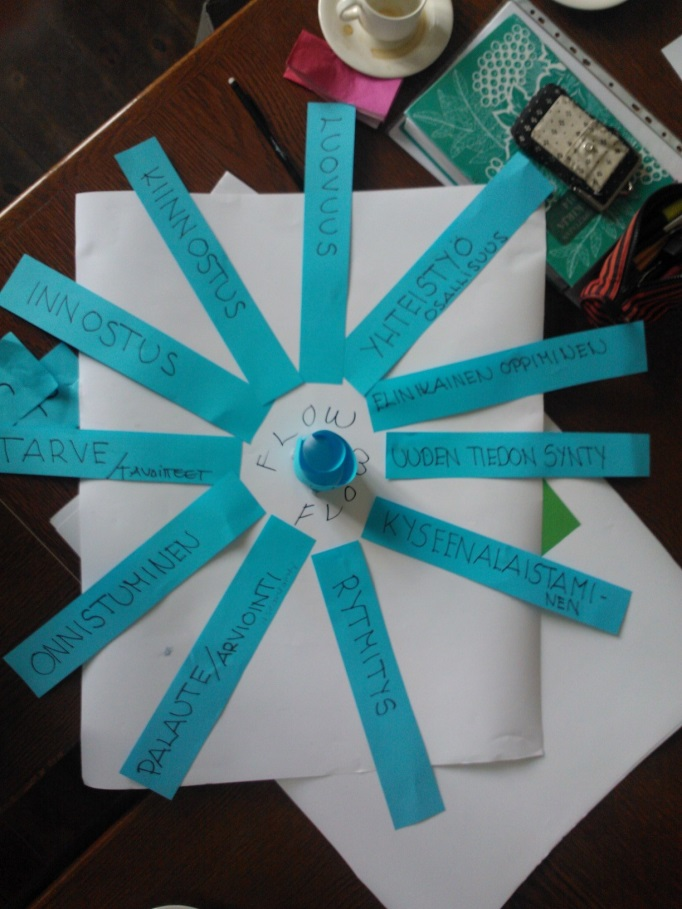 LUOVUUS
YHTEISTYÖ
OSALLISUUS
ELINIKÄINEN OPPIMINEN
UUDEN TIEDON SYNTY
KYSEENALAISTAMI-
NEN
RYTMITYS
PALAUTE/ARVIOINTI
ONNISTUMINEN
TARVE/TAVOITTEET
INNOSTUS
KIINNOSTUS
FLOW
FLOW